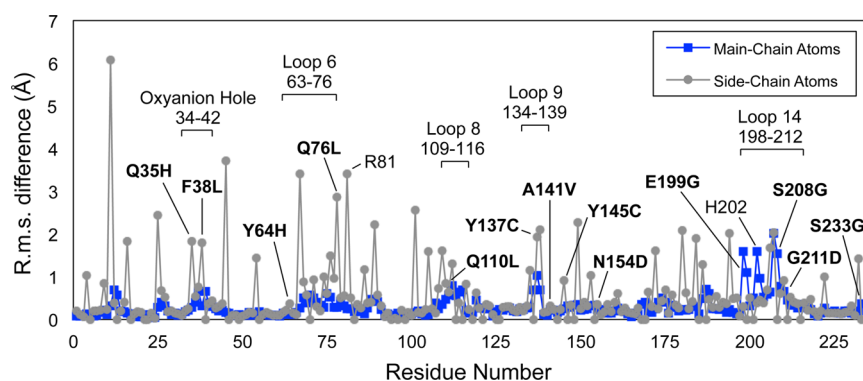 7
6
5
4
3
2
1
0
R.m.s. difference (Å)
Main-Chain Atoms
Side-Chain Atoms
Oxyanion Hole
34-42
Loop 6
63-76
Loop 8
109-116
Loop 9
134-139
Loop 14
198-212
Q35H
F38L
Y64H
Q76L
R81
Q110L
Y137C
A141V
Y145C
N154D
E199G
H202
S208G
G211D
S233G
0 25 50 75 100 125 150 175 200 225
Residue Number